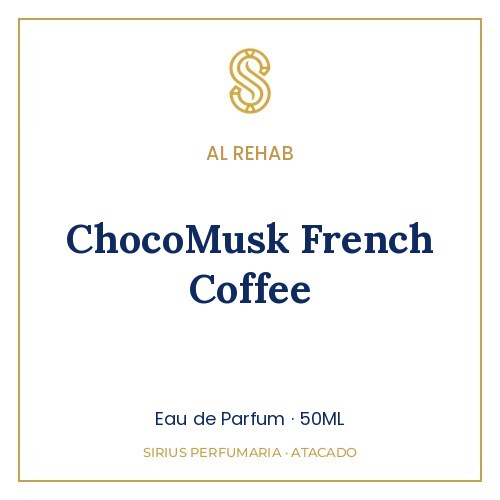 AL REHAB
ChocoMusk French
Coffee
Eau de Parfum · 50ML
SIRIUS PERFUMARIA · ATACADO